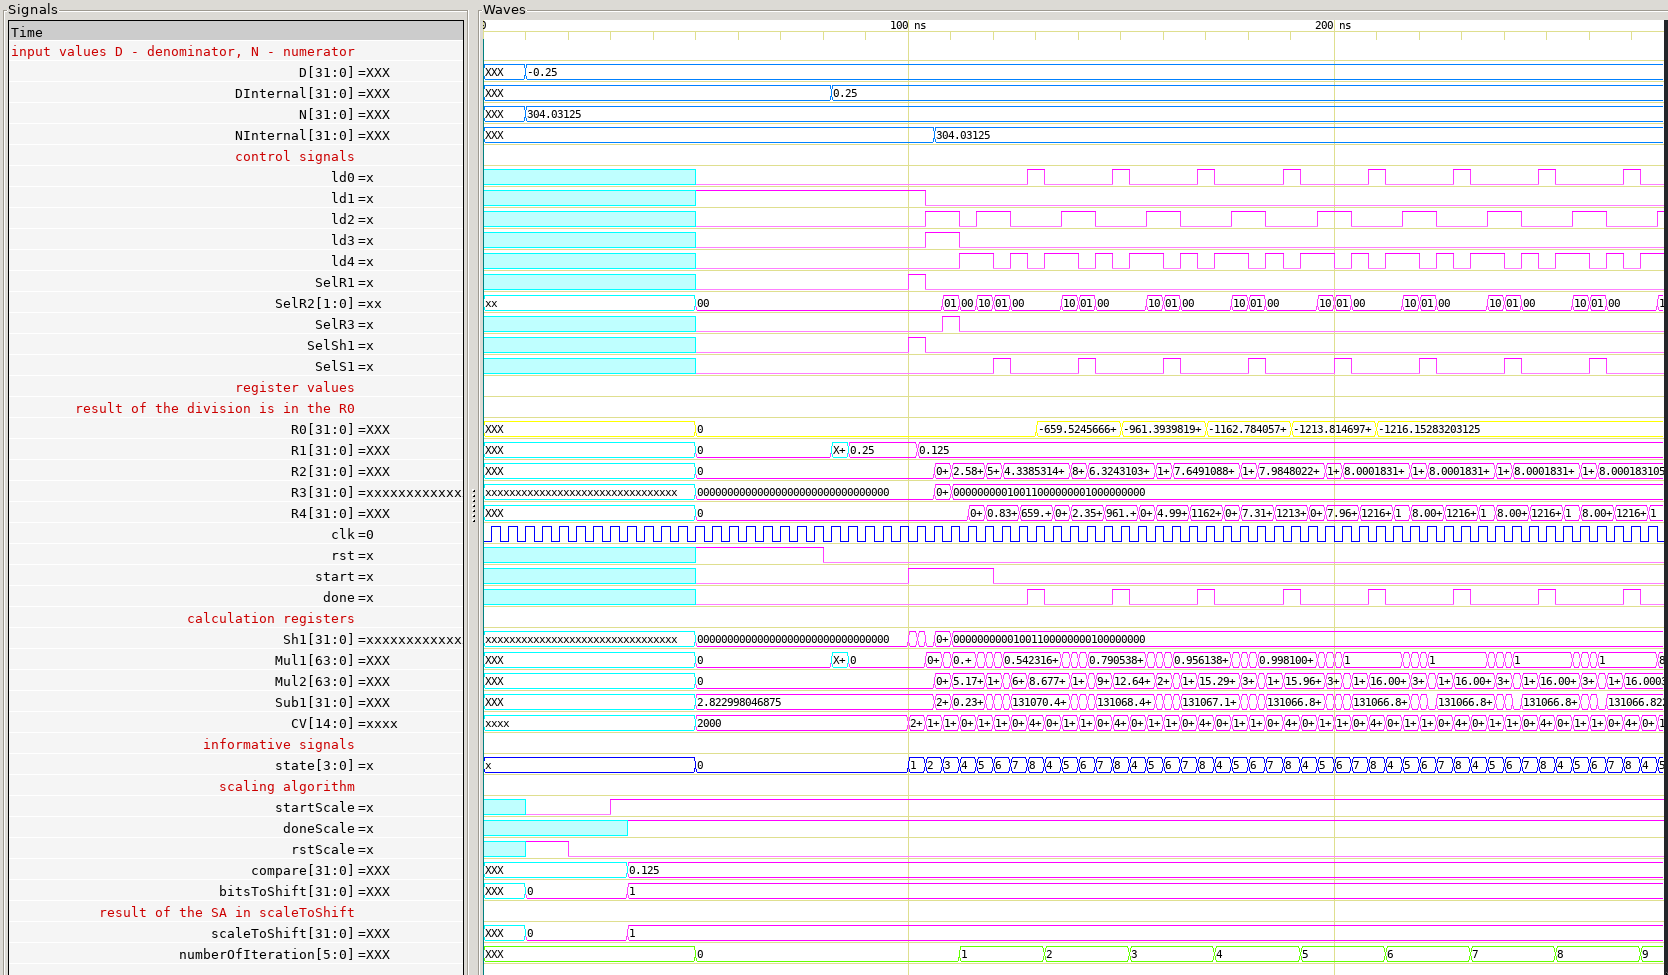 Signals Waves
Time 0 100 ns 200 ns
input values D - denominator, N - numerator
D[31:0] =XXX XXX -0.25
DInternal[31:0] =XXX XXX 0.25
N[31:0] =XXX XXX 304.03125
NInternal[31:0] =XXX XXX 304.03125
control signals
ld0 =x
ld1 =x
ld2 =x
ld3 =x
ld4 =x
SelR1 =x
SelR2[1:0] =xx xx 00 01 00 10 01 00 10 01 00 10 01 00 10 01 00 10 01 00 10 01 00 10 01 00 10 01 00 1
SelR3 =x
SelSh1 =x
SelS1 =x
register values
result of the division is in the R0
R0[31:0] =XXX XXX 0 -659.5245666+ -961.3939819+ -1162.784057+ -1213.814697+ -1216.15283203125
R1[31:0] =XXX XXX 0 X+ 0.25 0.125
R2[31:0] =XXX XXX 0 0+ 2.58+ 5+ 4.3385314+ 8+ 6.3243103+ 1+ 7.6491088+ 1+ 7.9848022+ 1+ 8.0001831+ 1+ 8.0001831+ 1+ 8.0001831+ 1+ 8.000183105
R3[31:0] =xxxxxxxxxxxx xxxxxxxxxxxxxxxxxxxxxxxxxxxxxxxx 00000000000000000000000000000000 0+ 00000000010011000000001000000000
R4[31:0] =XXX XXX 0 0+ 0.83+ 659.+ 0+ 2.35+ 961.+ 0+ 4.99+ 1162+ 0+ 7.31+ 1213+ 0+ 7.96+ 1216+ 1 8.00+ 1216+ 1 8.00+ 1216+ 1 8.00+ 1216+ 1
clk =0
rst =x
start =x
done =x
calculation registers
Sh1[31:0] =xxxxxxxxxxxx xxxxxxxxxxxxxxxxxxxxxxxxxxxxxxxx 00000000000000000000000000000000 0+ 00000000010011000000000100000000
Mul1[63:0] =XXX XXX 0 X+ 0 0+ 0.+ 0.542316+ 0.790538+ 0.956138+ 0.998100+ 1 1 1 1 8
Mul2[63:0] =XXX XXX 0 0+ 5.17+ 1+ 6+ 8.677+ 1+ 9+ 12.64+ 2+ 1+ 15.29+ 3+ 1+ 15.96+ 3+ 1+ 16.00+ 3+ 1+ 16.00+ 3+ 1+ 16.00+ 3+ 1+ 16.0003
Sub1[31:0] =XXX XXX 2.822998046875 2+ 0.23+ 131070.4+ 131068.4+ 131067.1+ 131066.8+ 131066.8+ 131066.8+ 131066.8+ 131066.822
CV[14:0] =xxxx xxxx 2000 2+ 1+ 1+ 0+ 1+ 1+ 0+ 4+ 0+ 1+ 1+ 0+ 4+ 0+ 1+ 1+ 0+ 4+ 0+ 1+ 1+ 0+ 4+ 0+ 1+ 1+ 0+ 4+ 0+ 1+ 1+ 0+ 4+ 0+ 1+ 1+ 0+ 4+ 0+ 1
informative signals
state[3:0] =x x 0 1 2 3 4 5 6 7 8 4 5 6 7 8 4 5 6 7 8 4 5 6 7 8 4 5 6 7 8 4 5 6 7 8 4 5 6 7 8 4 5 6 7 8 4 5
scaling algorithm
startScale =x
doneScale =x
rstScale =x
compare[31:0] =XXX XXX 0.125
bitsToShift[31:0] =XXX XXX 0 1
result of the SA in scaleToShift
scaleToShift[31:0] =XXX XXX 0 1
numberOfIteration[5:0] =XXX XXX 0 1 2 3 4 5 6 7 8 9